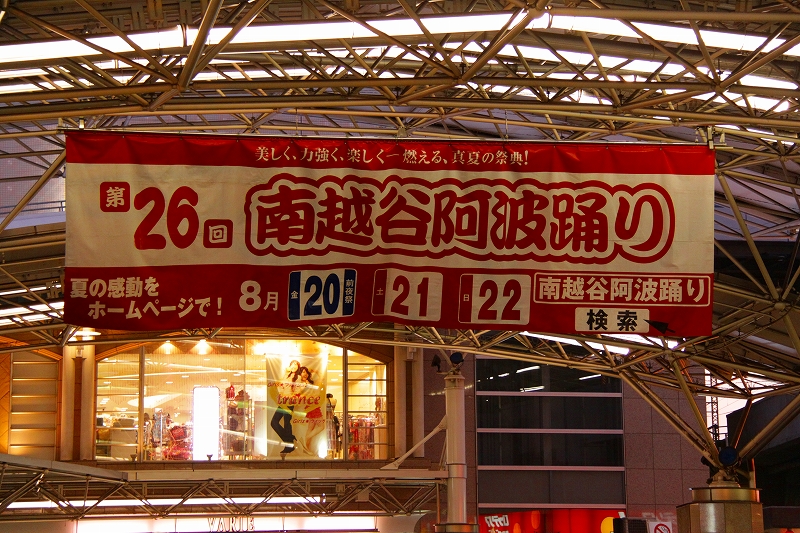 美しく、力強く、楽しく―燃える、真夏の祭典!
第26回 南越谷阿波踊り
夏の感動を
ホームページで!
8月 金 20 前夜祭 土 21 日 22
南越谷阿波踊り
検索
VARIE